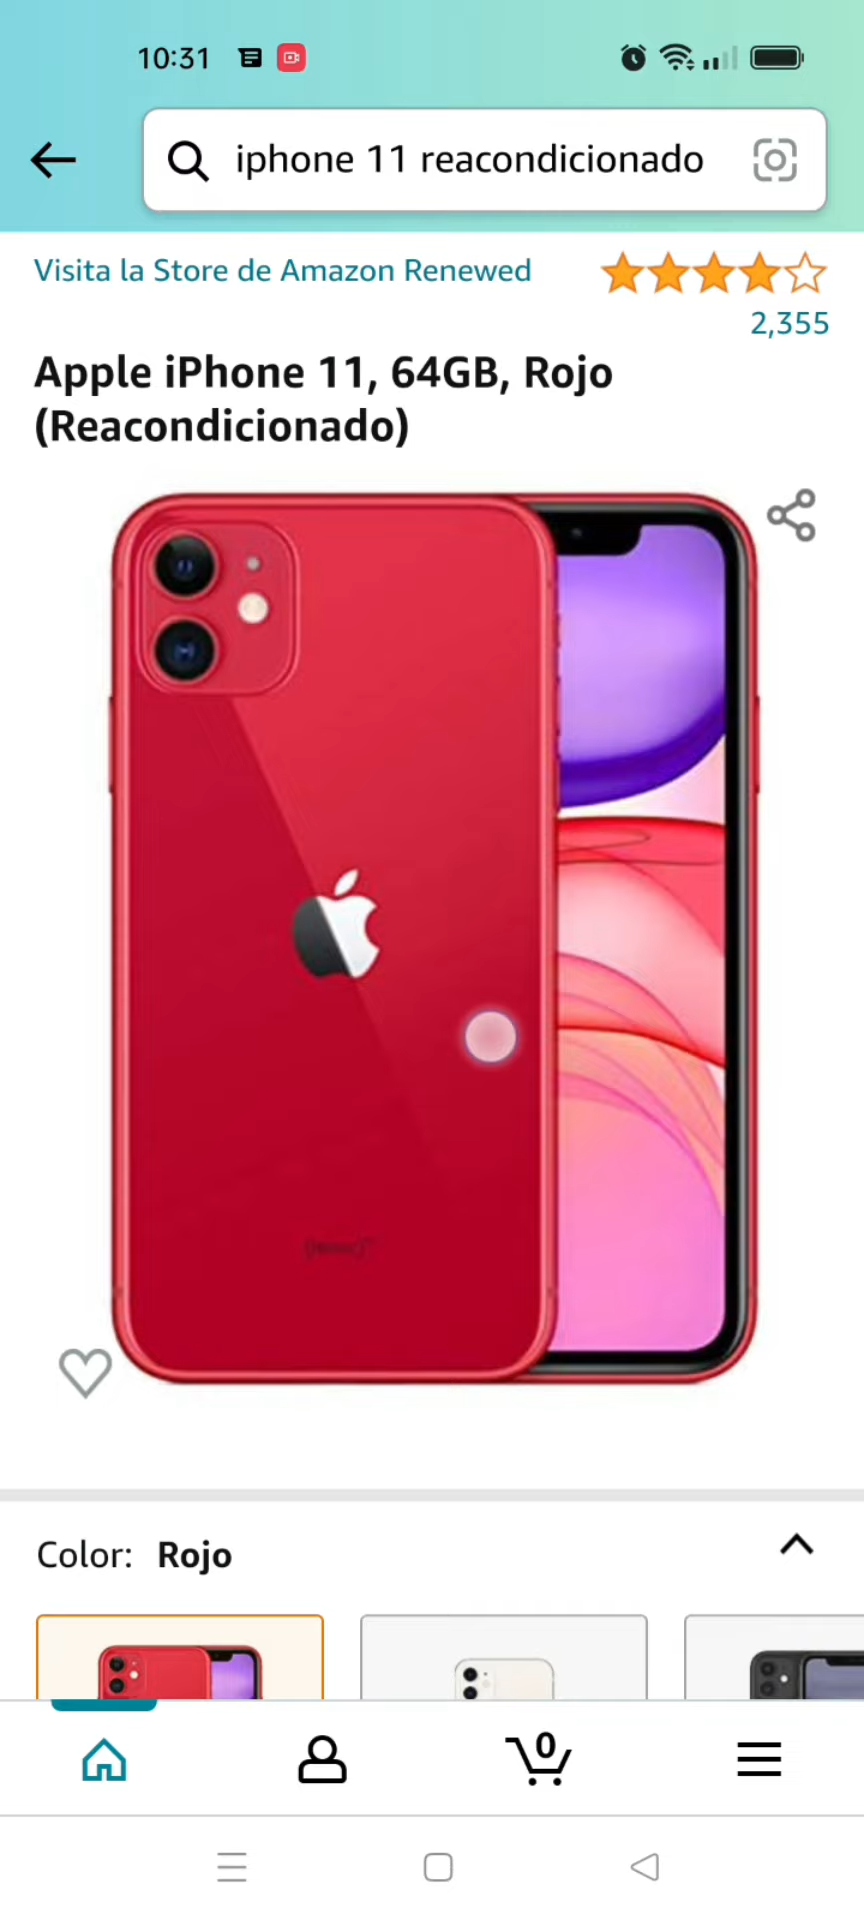 10:31
iphone 11 reacondicionado
Visita la Store de Amazon Renewed
2,355
Apple iPhone 11, 64GB, Rojo
(Reacondicionado)
Color: Rojo
0